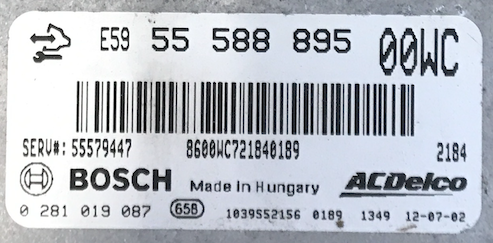 E59 55 588 895 00WC
SERV#: 55579447 8600WC721840189 2184
BOSCH Made in Hungary ACDelco
0 281 019 087 65B 1039S52156 0189 1349 12-07-02